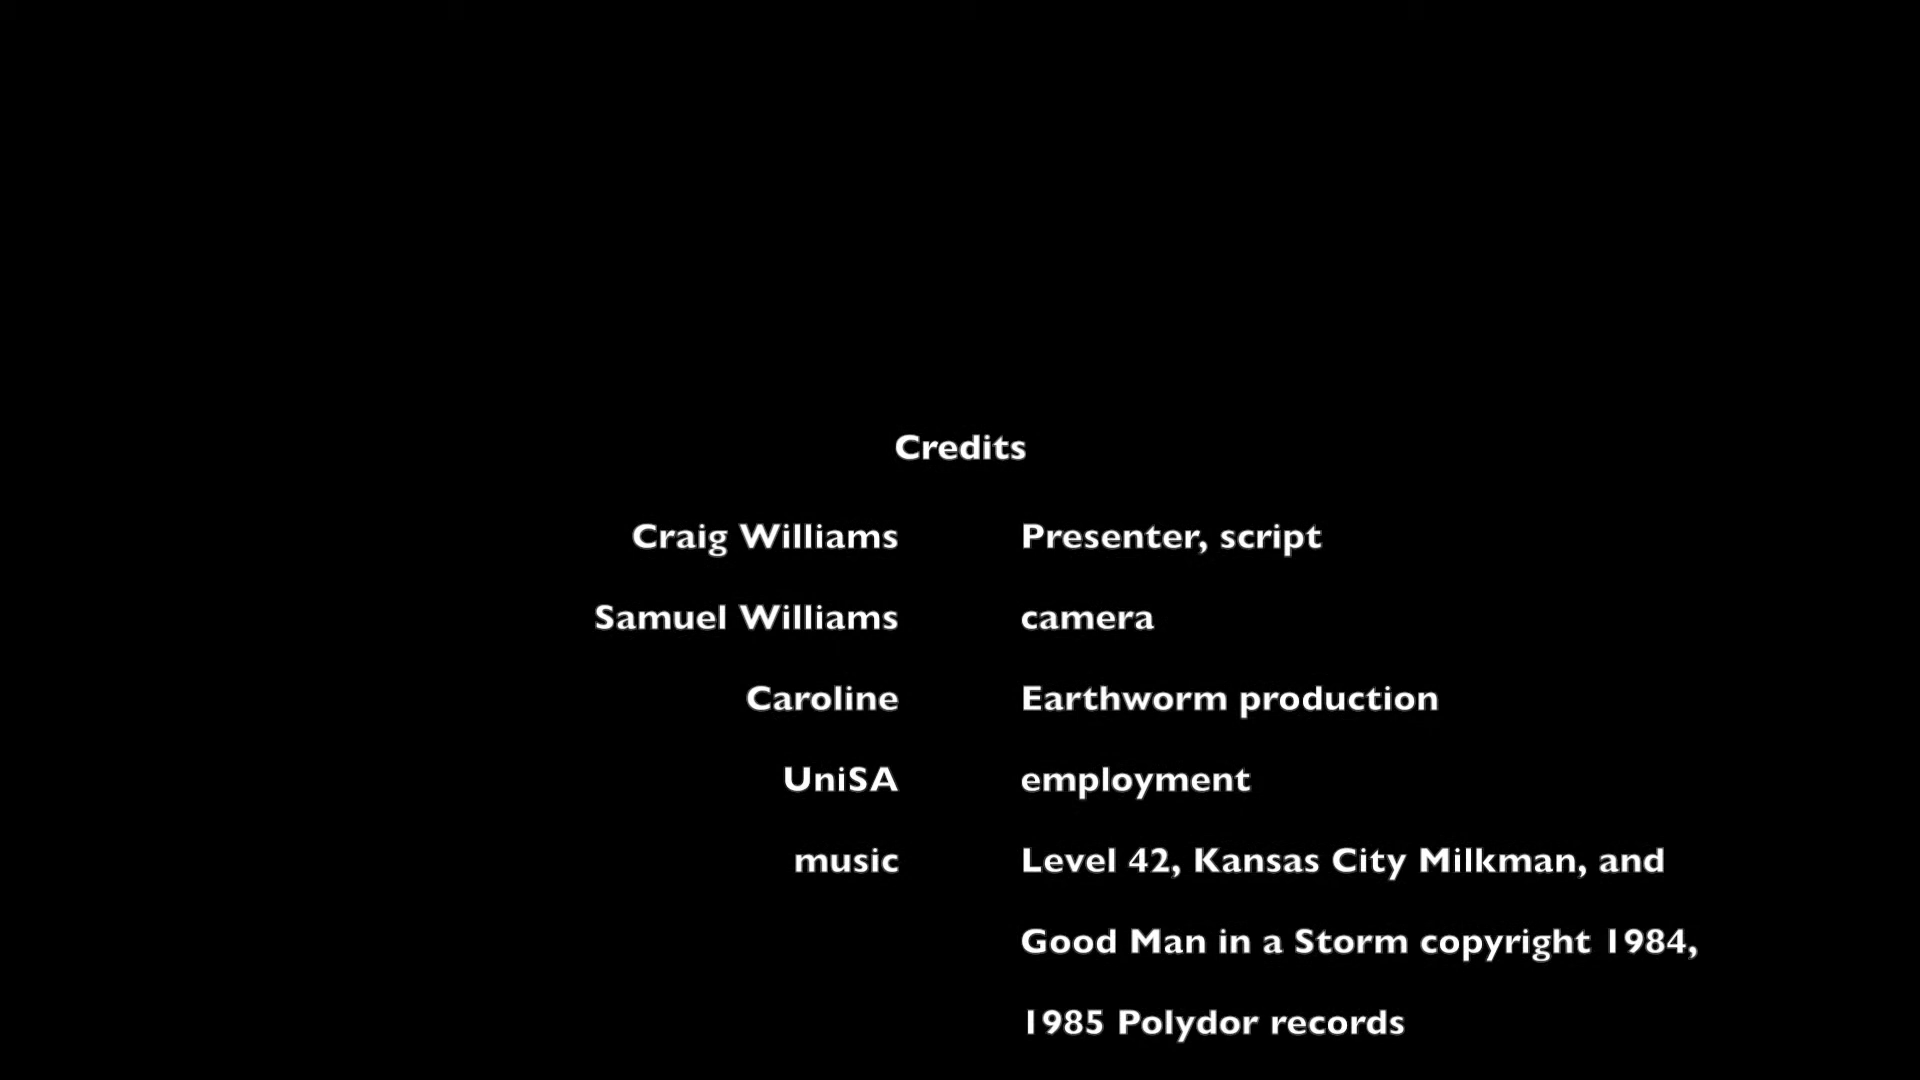 Credits
Craig Williams Presenter, script
Samuel Williams camera
Caroline Earthworm production
UniSA employment
music Level 42, Kansas City Milkman, and
Good Man in a Storm copyright 1984,
1985 Polydor records